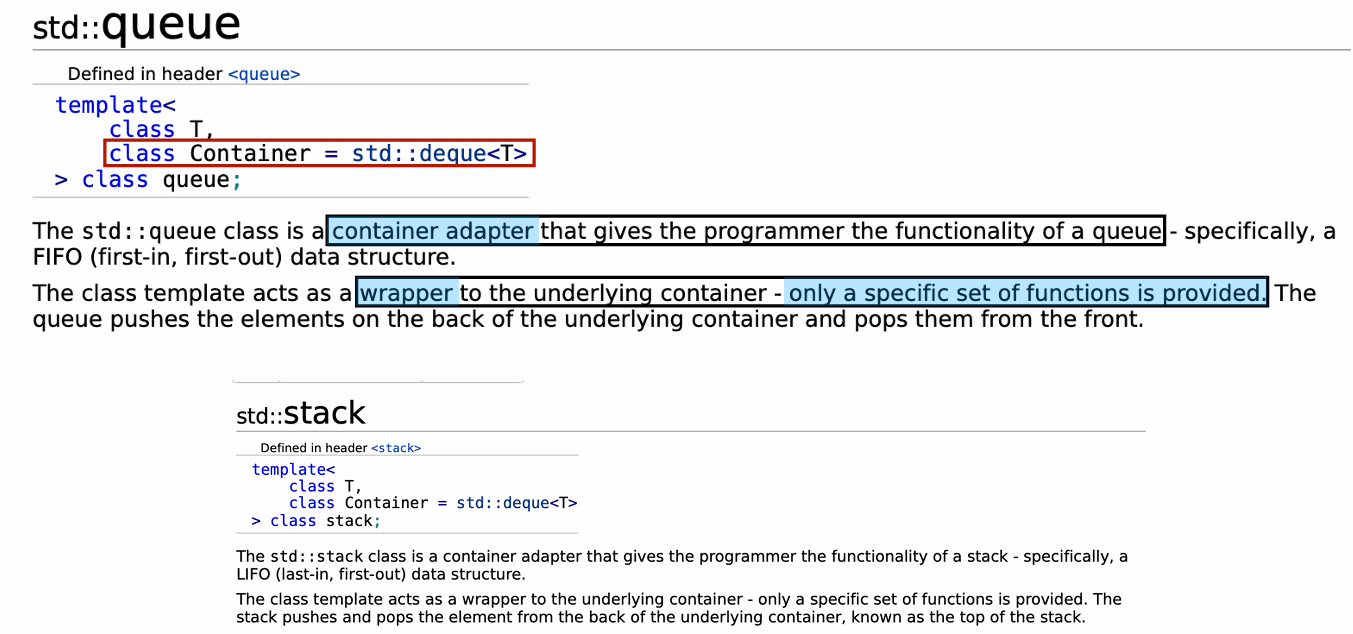 std::queue
Defined in header <queue>
template<
    class T,
    class Container = std::deque<T>
> class queue;
The std::queue class is a container adapter that gives the programmer the functionality of a queue - specifically, a
FIFO (first-in, first-out) data structure.
The class template acts as a wrapper to the underlying container - only a specific set of functions is provided. The
queue pushes the elements on the back of the underlying container and pops them from the front.
std::stack
Defined in header <stack>
template<
    class T,
    class Container = std::deque<T>
> class stack;
The std::stack class is a container adapter that gives the programmer the functionality of a stack - specifically, a
LIFO (last-in, first-out) data structure.
The class template acts as a wrapper to the underlying container - only a specific set of functions is provided. The
stack pushes and pops the element from the back of the underlying container, known as the top of the stack.